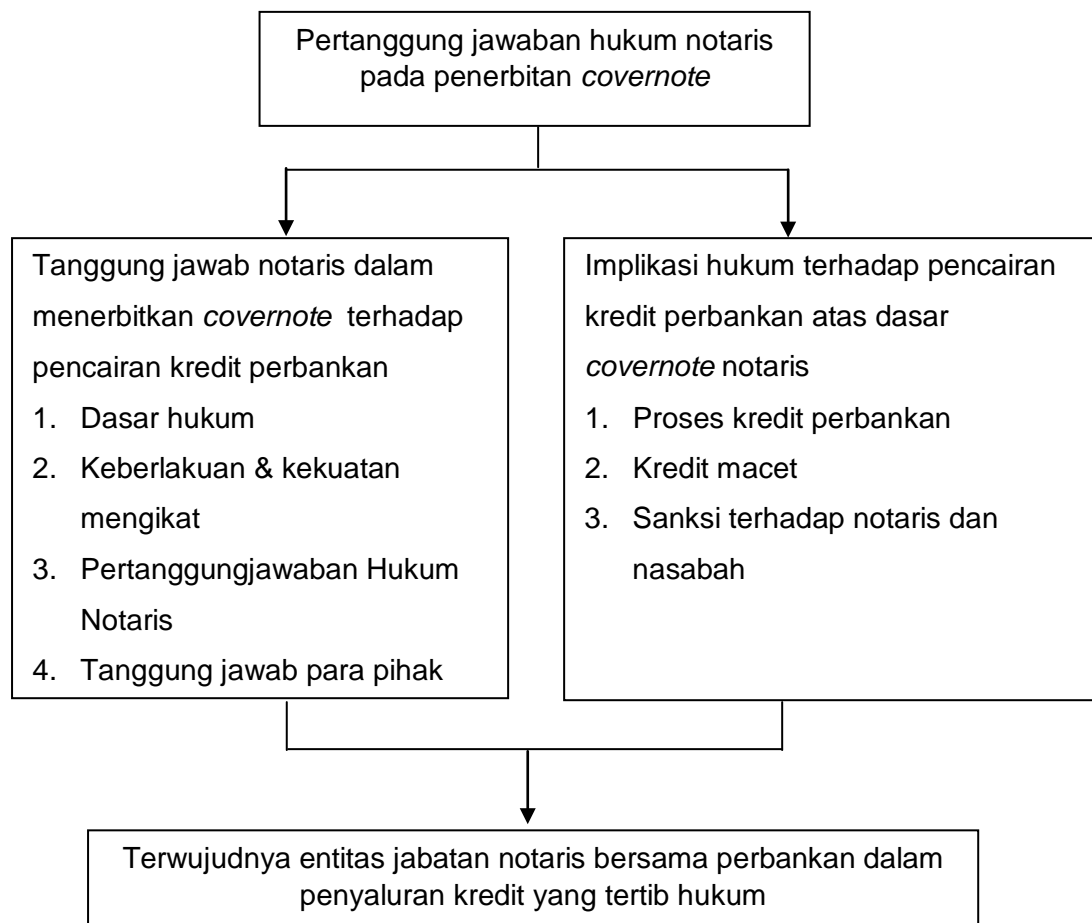 Pertanggung jawaban hukum notaris
pada penerbitan covernote
Tanggung jawab notaris dalam
menerbitkan covernote terhadap
pencairan kredit perbankan
1. Dasar hukum
2. Keberlakuan & kekuatan
mengikat
3. Pertanggungjawaban Hukum
Notaris
4. Tanggung jawab para pihak
Implikasi hukum terhadap pencairan
kredit perbankan atas dasar
covernote notaris
1. Proses kredit perbankan
2. Kredit macet
3. Sanksi terhadap notaris dan
nasabah
Terwujudnya entitas jabatan notaris bersama perbankan dalam
penyaluran kredit yang tertib hukum